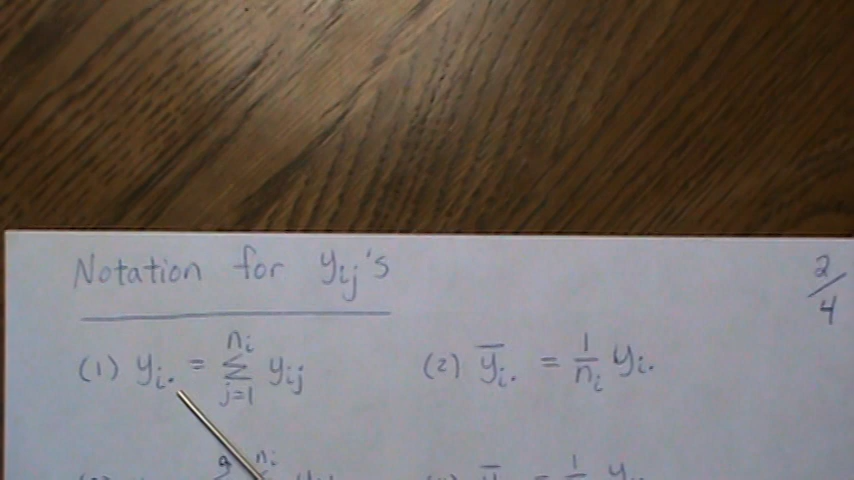 Notation for yij's
2/4
(1) yi. = Σ_{j=1}^{ni} yij (2) ȳi. = 1/ni yi.